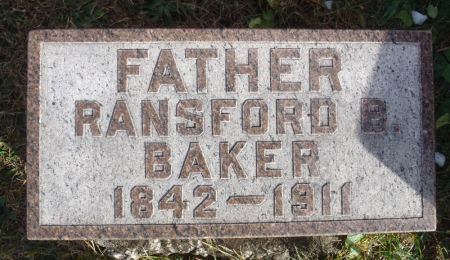 FATHER
RANSFORD B.
BAKER
1842—1911